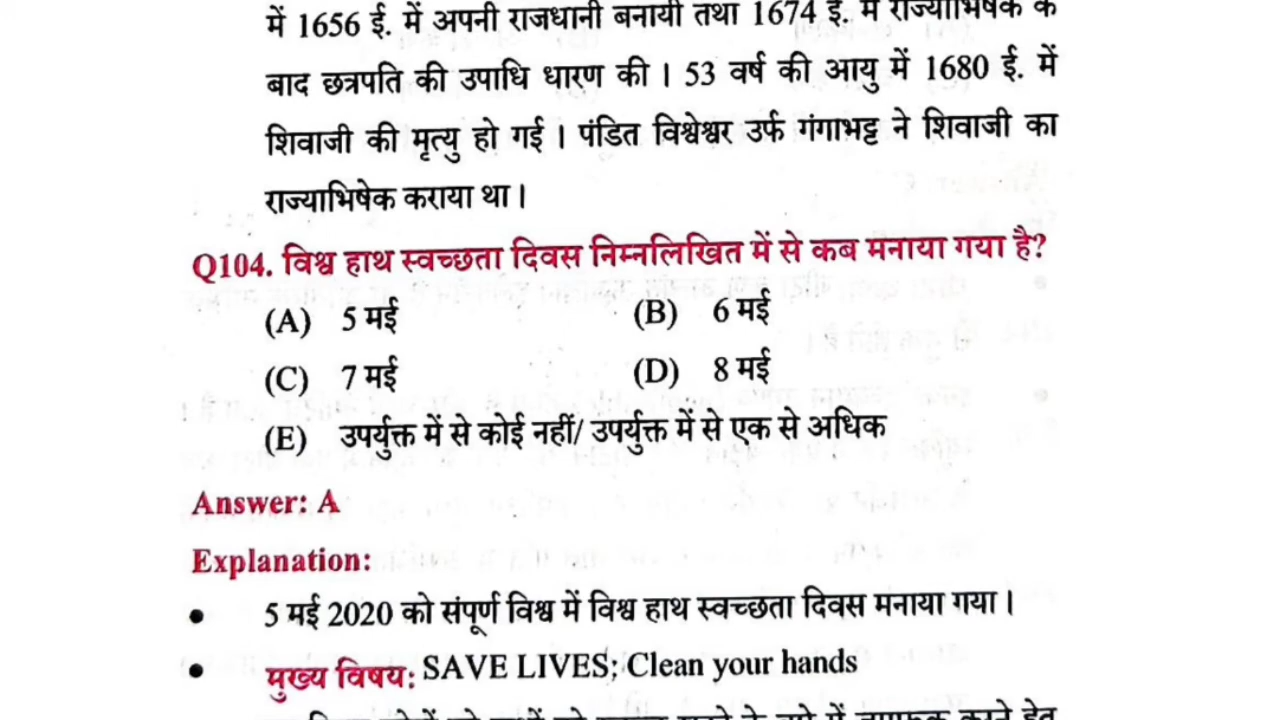 में 1656 ई. में अपनी राजधानी बनायी तथा 1674 ई. में राज्याभिषेक के
बाद छत्रपति की उपाधि धारण की। 53 वर्ष की आयु में 1680 ई. में
शिवाजी की मृत्यु हो गई। पंडित विश्वेश्वर उर्फ गंगाभट्ट ने शिवाजी का
राज्याभिषेक कराया था।
Q104. विश्व हाथ स्वच्छता दिवस निम्नलिखित में से कब मनाया गया है?
(A) 5 मई (B) 6 मई
(C) 7 मई (D) 8 मई
(E) उपर्युक्त में से कोई नहीं/ उपर्युक्त में से एक से अधिक
Answer: A
Explanation:
• 5 मई 2020 को संपूर्ण विश्व में विश्व हाथ स्वच्छता दिवस मनाया गया।
• मुख्य विषय: SAVE LIVES; Clean your hands